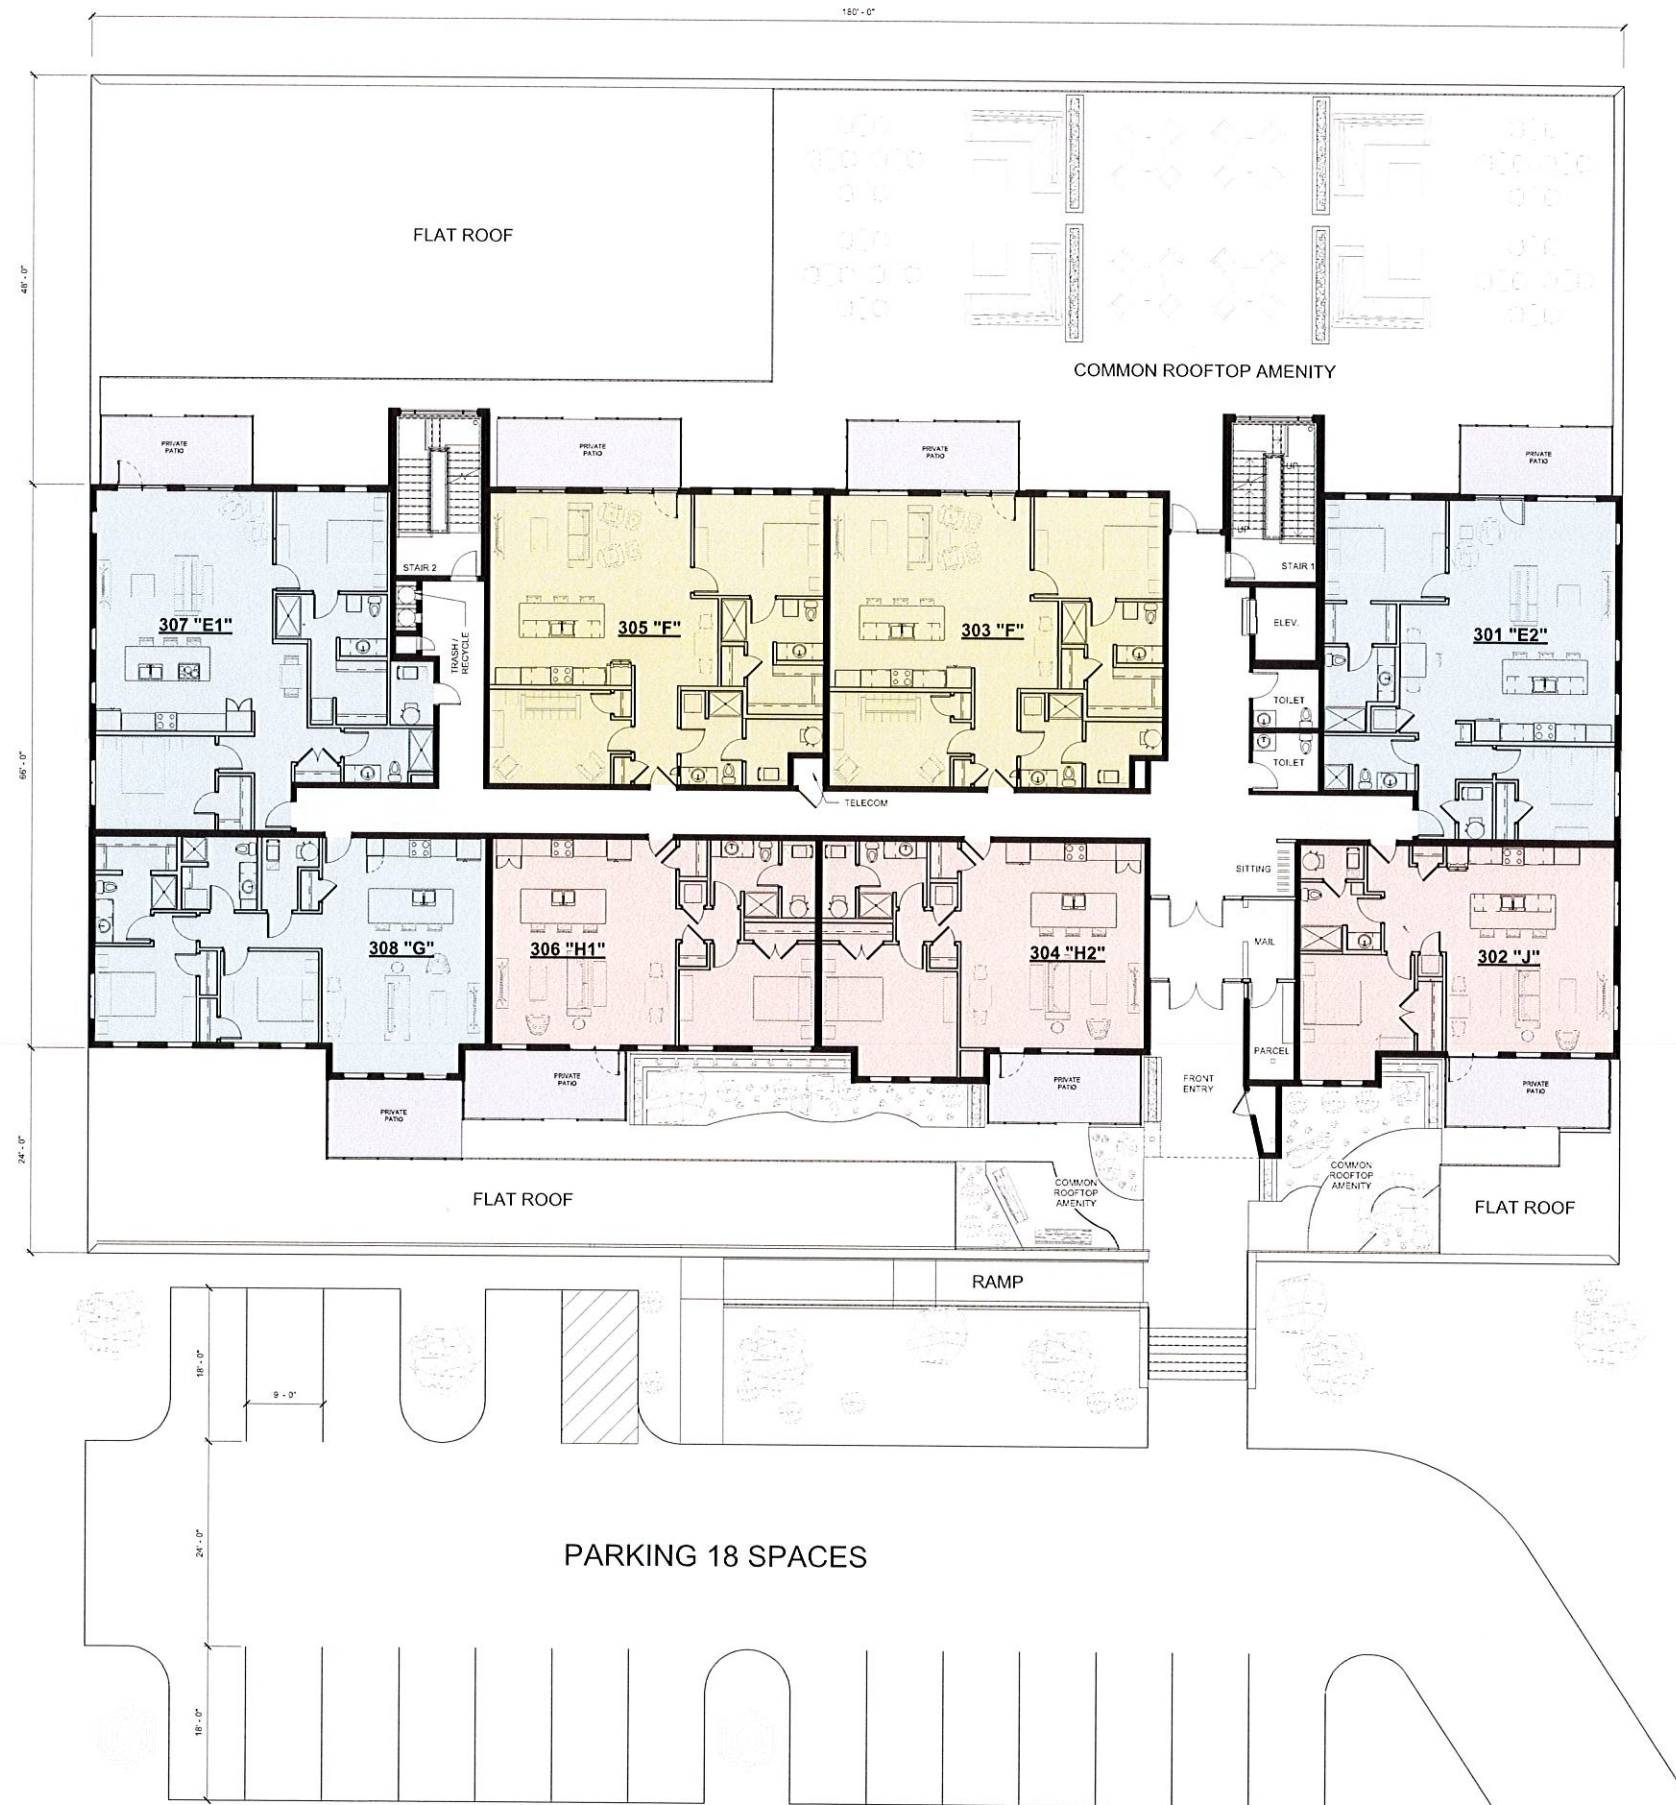 180' - 0"
FLAT ROOF
48' - 0"
COMMON ROOFTOP AMENITY
PRIVATE
PATIO
PRIVATE
PATIO
PRIVATE
PATIO
PRIVATE
PATIO
STAIR 2
STAIR 1
UP
307 "E1"
305 "F"
303 "F"
ELEV.
301 "E2"
TRASH /
RECYCLE
TOILET
66' - 0"
TOILET
TELECOM
SITTING
308 "G"
306 "H1"
304 "H2"
MAIL
302 "J"
PARCEL
PRIVATE
PATIO
PRIVATE
PATIO
FRONT
ENTRY
PRIVATE
PATIO
PRIVATE
PATIO
24' - 0"
COMMON
ROOFTOP
AMENITY
COMMON
ROOFTOP
AMENITY
FLAT ROOF
FLAT ROOF
RAMP
18' - 0"
9 - 0"
24' - 0"
PARKING 18 SPACES
18' - 0"